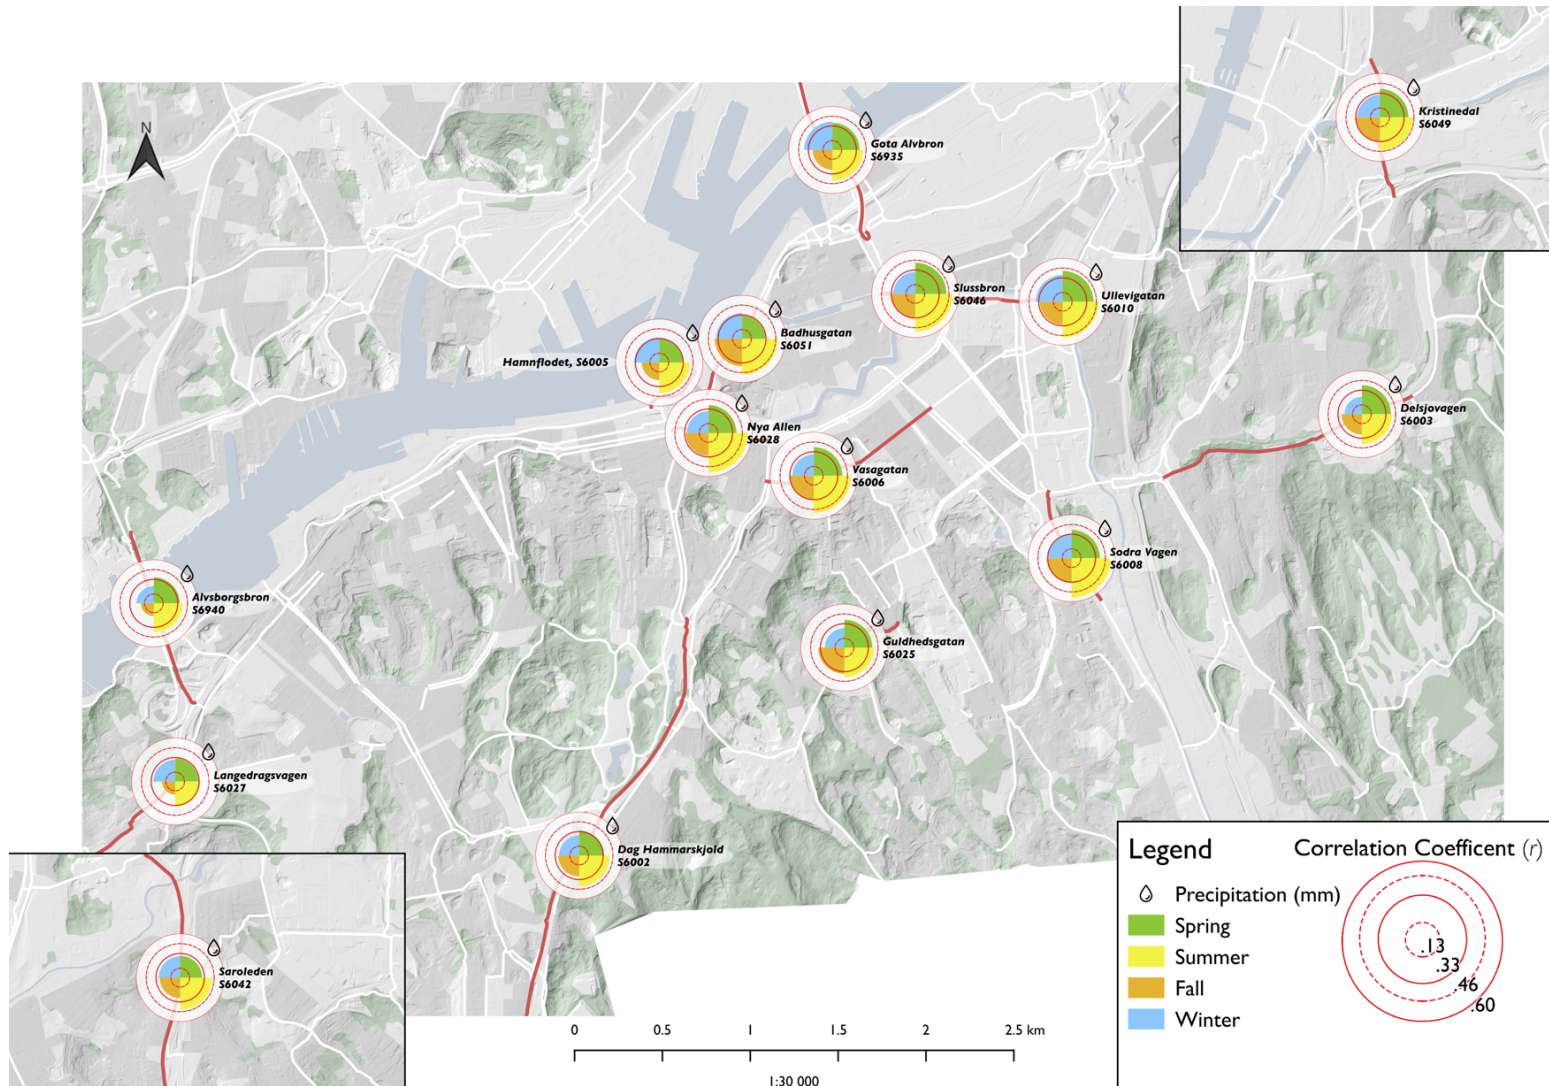 N
Gota Alvbron
S6935
Kristinedal
S6049
Slussbron
S6046
Ullevigatan
S6010
Badhusgatan
S6051
Hamnflodet, S6005
Nya Allen
S6028
Vasagatan
S6006
Delsjovagen
S6003
Sodra Vagen
S6008
Alvsborgsbron
S6940
Guldhedsgatan
S6025
Langedragsvagen
S6027
Dag Hammarskjold
S6002
Saroleden
S6042
0 0.5 1 1.5 2 2.5 km
1:30 000
Legend
Precipitation (mm)
Spring
Summer
Fall
Winter
Correlation Coefficent (r)
.13
.33
.46
.60